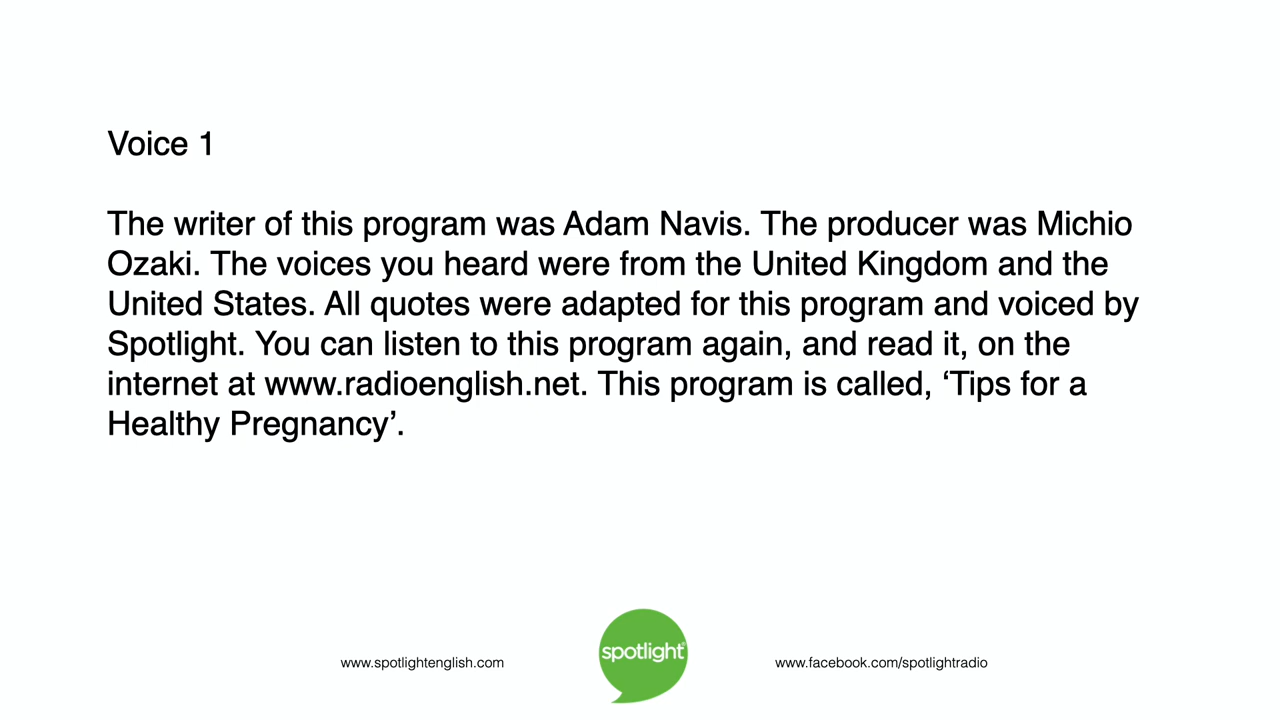 Voice 1
The writer of this program was Adam Navis. The producer was Michio
Ozaki. The voices you heard were from the United Kingdom and the
United States. All quotes were adapted for this program and voiced by
Spotlight. You can listen to this program again, and read it, on the
internet at www.radioenglish.net. This program is called, ‘Tips for a
Healthy Pregnancy’.
www.spotlightenglish.com
spotlight
www.facebook.com/spotlightradio